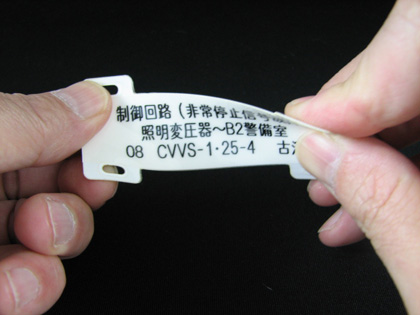 制御回路（非常停止信号
照明変圧器～B2警備室
08 CVVS-1・25-4 古